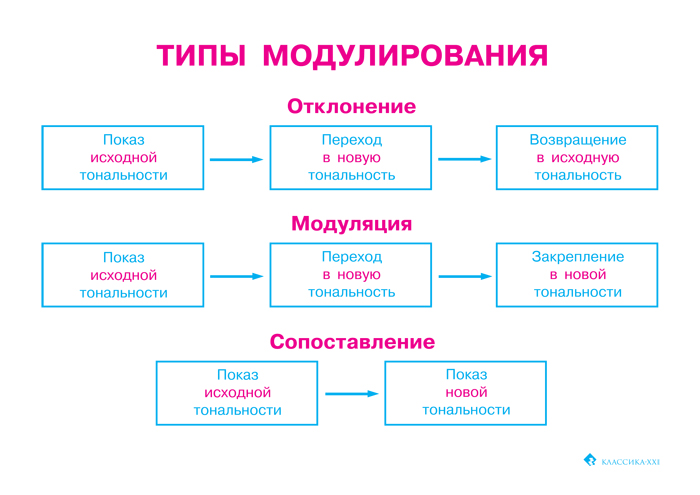 ТИПЫ МОДУЛИРОВАНИЯ
Отклонение
Показ
исходной
тональности
Переход
в новую
тональность
Возвращение
в исходную
тональность
Модуляция
Показ
исходной
тональности
Переход
в новую
тональность
Закрепление
в новой
тональности
Сопоставление
Показ
исходной
тональности
Показ
новой
тональности
КЛАССИКА-XXI